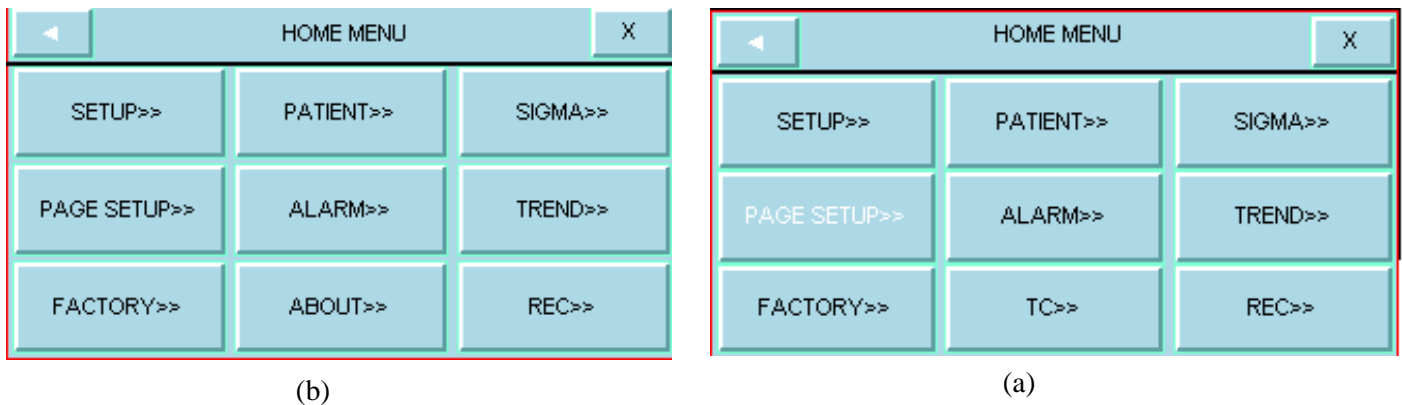 HOME MENU X
SETUP>> PATIENT>> SIGMA>>
PAGE SETUP>> ALARM>> TREND>>
FACTORY>> ABOUT>> REC>>
(b)
HOME MENU X
SETUP>> PATIENT>> SIGMA>>
PAGE SETUP>> ALARM>> TREND>>
FACTORY>> TC>> REC>>
(a)